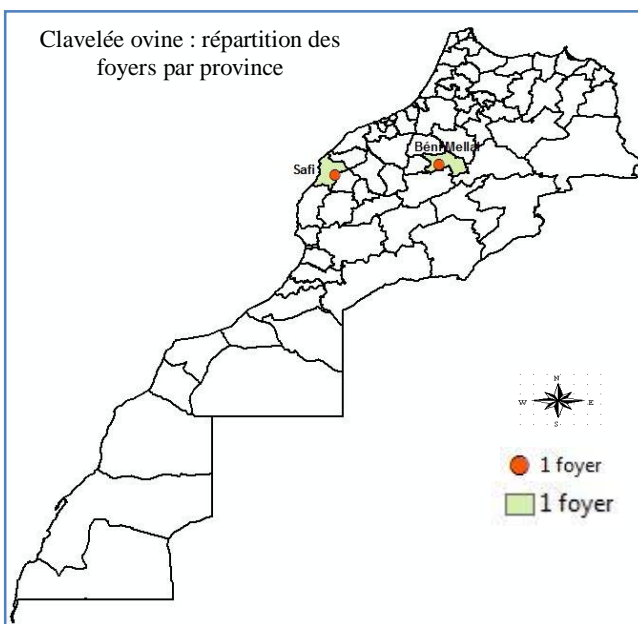 Clavelée ovine : répartition des
foyers par province
Béni Mellal
Safi
N
W E
S
1 foyer
1 foyer